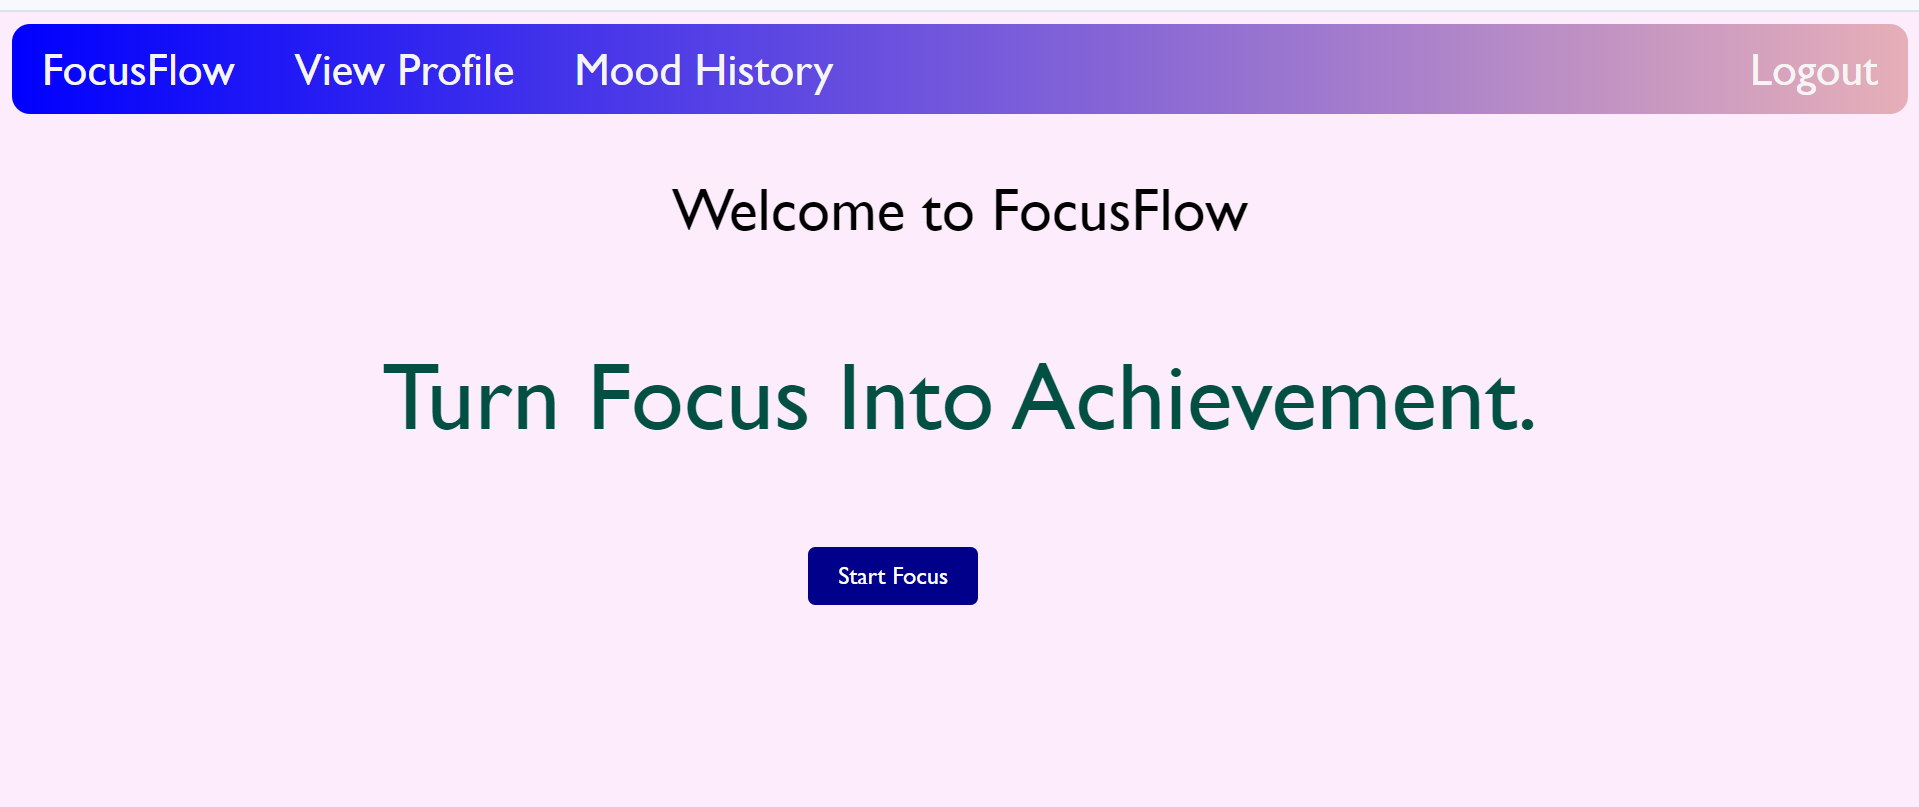 FocusFlow View Profile Mood History Logout
Welcome to FocusFlow
Turn Focus Into Achievement.
Start Focus